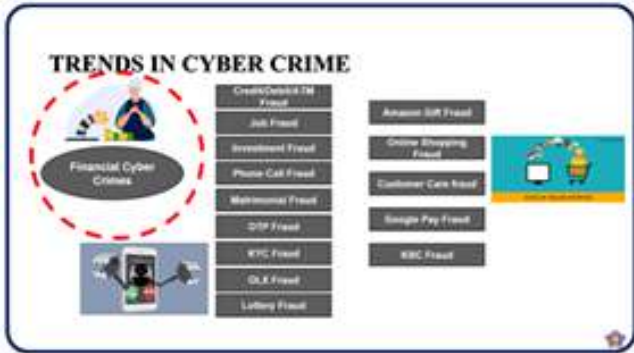 TRENDS IN CYBER CRIME
Financial Cyber
Crimes
Credit/Debit/ATM
Fraud
Job Fraud
Investment Fraud
Phone Call Fraud
Matrimonial Fraud
OTP Fraud
KYC Fraud
OLX Fraud
Lottery Fraud
Amazon Gift Fraud
Online Shopping
Fraud
Customer Care fraud
Google Pay Fraud
KBC Fraud